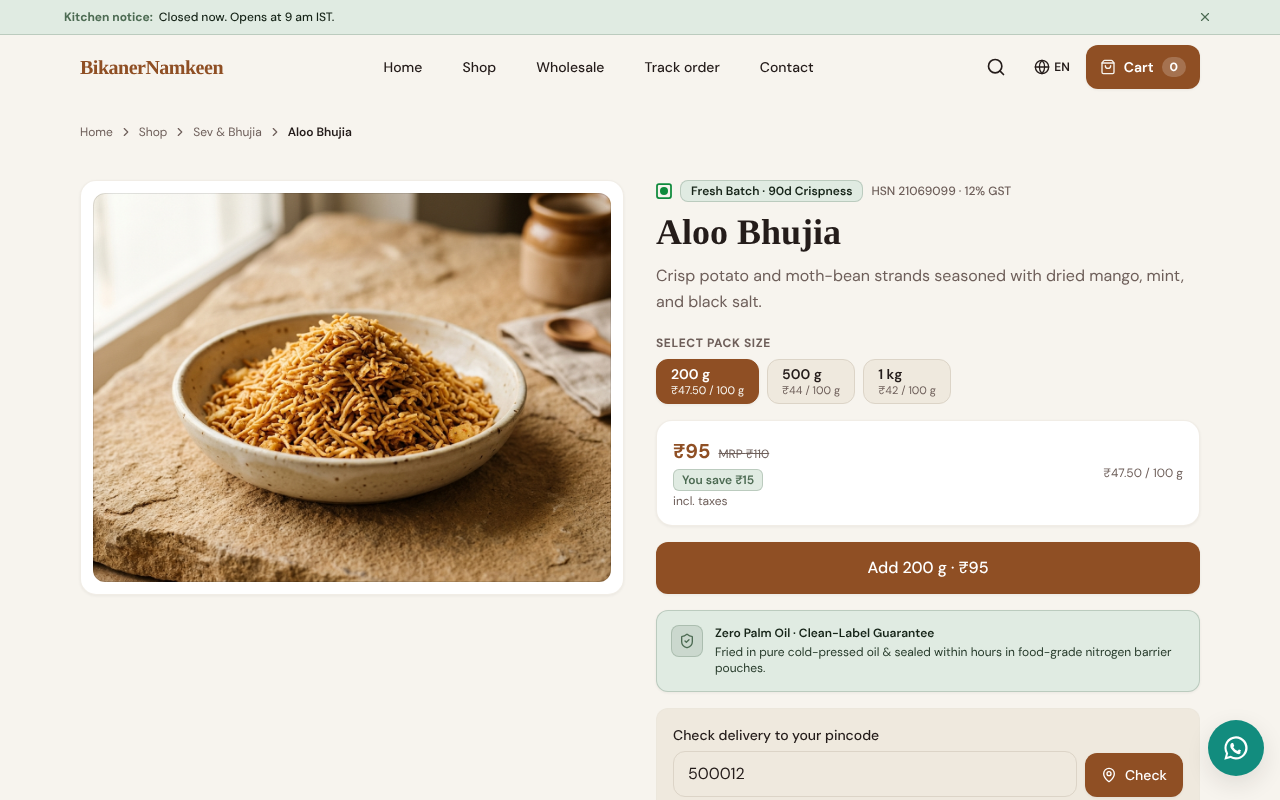 Kitchen notice: Closed now. Opens at 9 am IST.
BikanerNamkeen
Home
Shop
Wholesale
Track order
Contact
EN
Cart 0
Home > Shop > Sev & Bhujia > Aloo Bhujia
Fresh Batch · 90d Crispness
HSN 21069099 · 12% GST
Aloo Bhujia
Crisp potato and moth-bean strands seasoned with dried mango, mint,
and black salt.
SELECT PACK SIZE
200 g
₹47.50 / 100 g
500 g
₹44 / 100 g
1 kg
₹42 / 100 g
₹95 MRP ₹110
You save ₹15
incl. taxes
₹47.50 / 100 g
Add 200 g · ₹95
Zero Palm Oil · Clean-Label Guarantee
Fried in pure cold-pressed oil & sealed within hours in food-grade nitrogen barrier
pouches.
Check delivery to your pincode
500012
Check